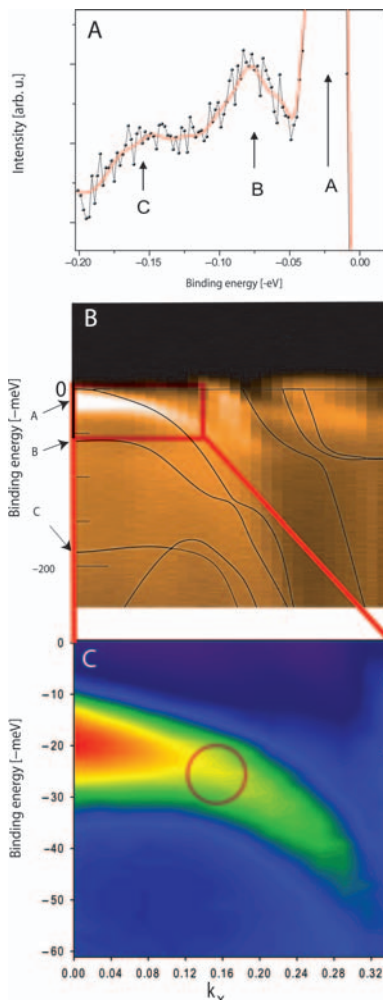 A
Intensity [arb. u.]
C
B
A
−0.20
−0.15
−0.10
−0.05
0.00
Binding energy [-eV]
B
Binding energy [−meV]
0
A
B
C
−200
C
Binding energy [−meV]
0
−10
−20
−30
−40
−50
−60
0.00 0.04 0.08 0.12 0.16 0.20 0.24 0.28 0.32
k_x